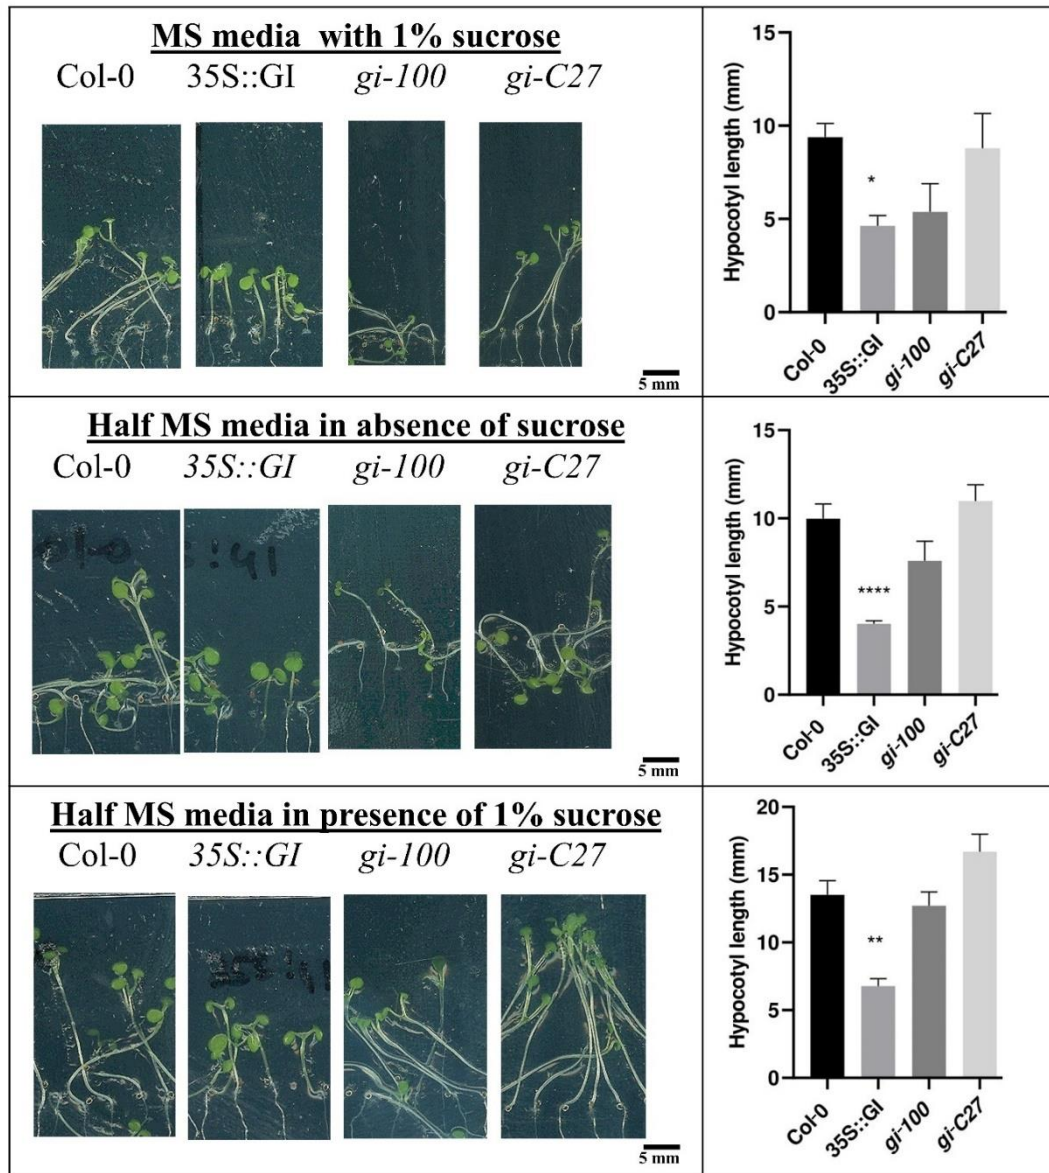 MS media with 1% sucrose
Col-0 35S::GI gi-100 gi-C27
5 mm
Hypocotyl length (mm)
15
10
5
0
*
Col-0
35S::GI
gi-100
gi-C27
Half MS media in absence of sucrose
Col-0 35S::GI gi-100 gi-C27
5 mm
Hypocotyl length (mm)
15
10
5
0
****
Col-0
35S::GI
gi-100
gi-C27
Half MS media in presence of 1% sucrose
Col-0 35S::GI gi-100 gi-C27
5 mm
Hypocotyl length (mm)
20
15
10
5
0
**
Col-0
35S::GI
gi-100
gi-C27